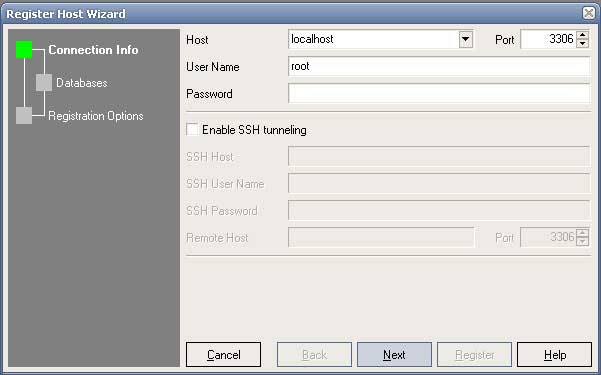 Register Host Wizard
Connection Info
Databases
Registration Options
Host localhost Port 3306
User Name root
Password
Enable SSH tunneling
SSH Host
SSH User Name
SSH Password
Remote Host Port 3306
Cancel Back Next Register Help